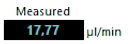 Measured
17,77 µl/min